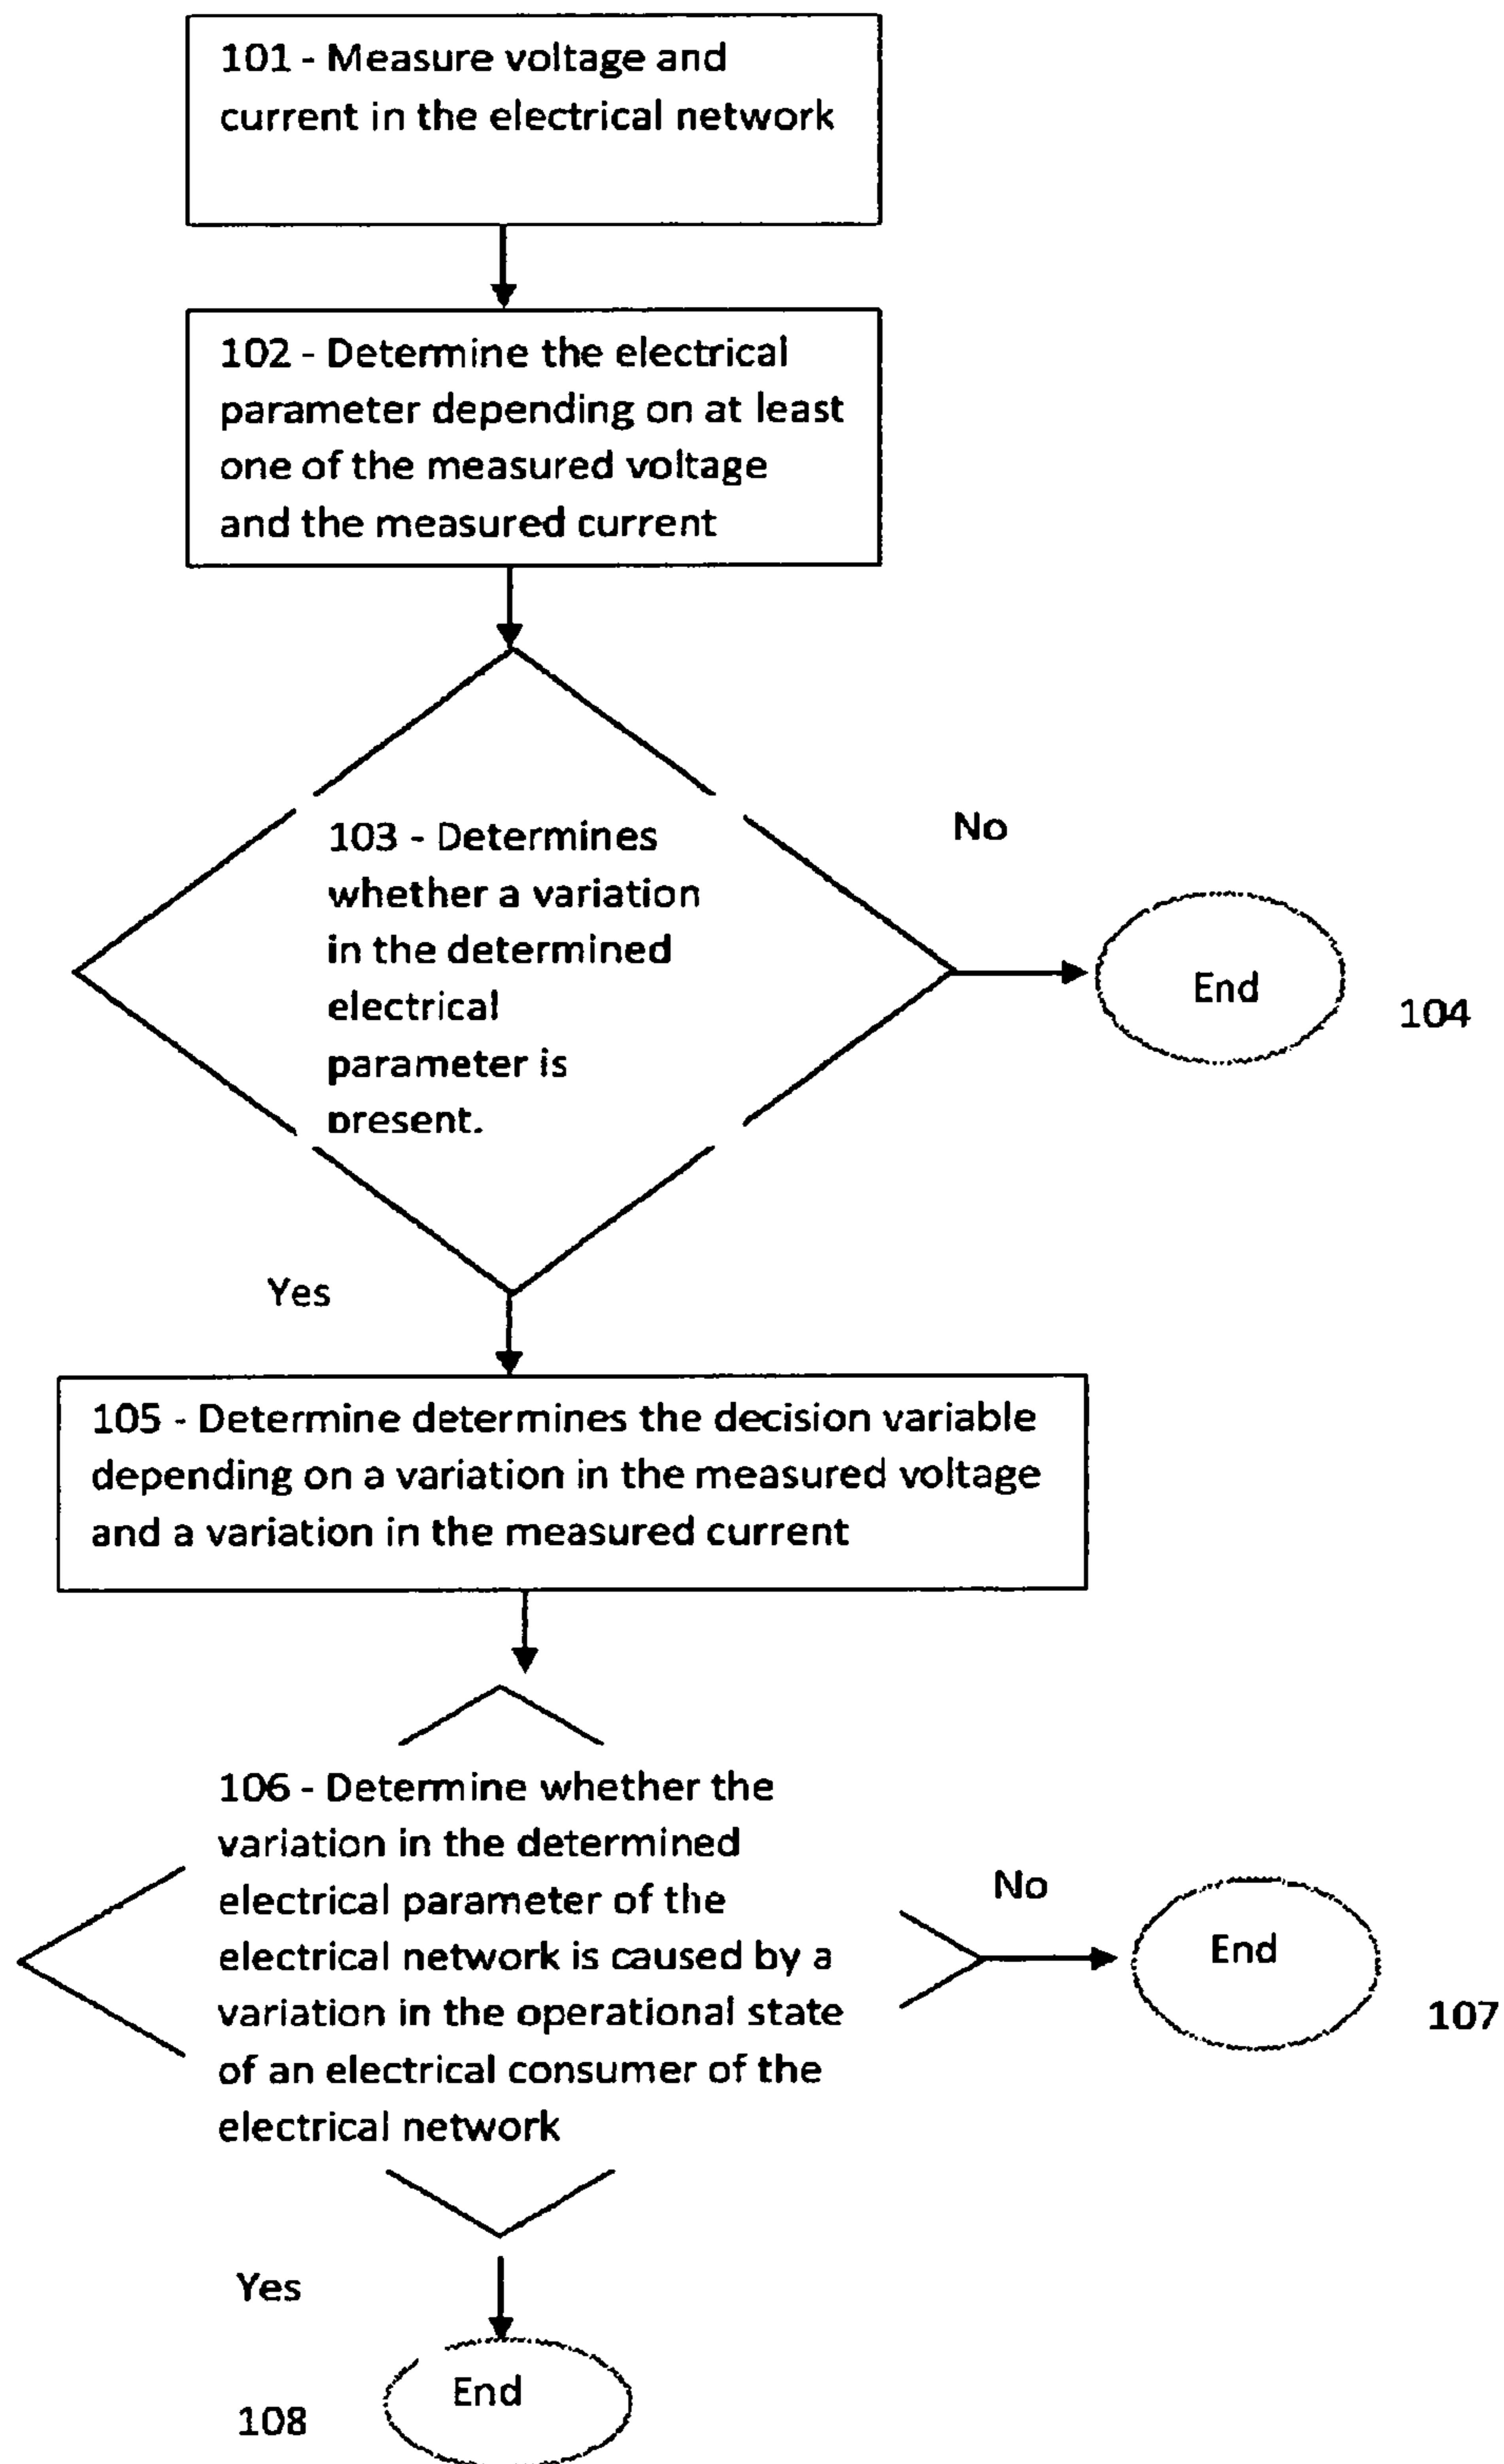 101 - Measure voltage and
current in the electrical network
102 - Determine the electrical
parameter depending on at least
one of the measured voltage
and the measured current
103 - Determines
whether a variation
in the determined
electrical
parameter is
present.
No
End
104
Yes
105 - Determine determines the decision variable
depending on a variation in the measured voltage
and a variation in the measured current
106 - Determine whether the
variation in the determined
electrical parameter of the
electrical network is caused by a
variation in the operational state
of an electrical consumer of the
electrical network
No
End
107
Yes
End
108